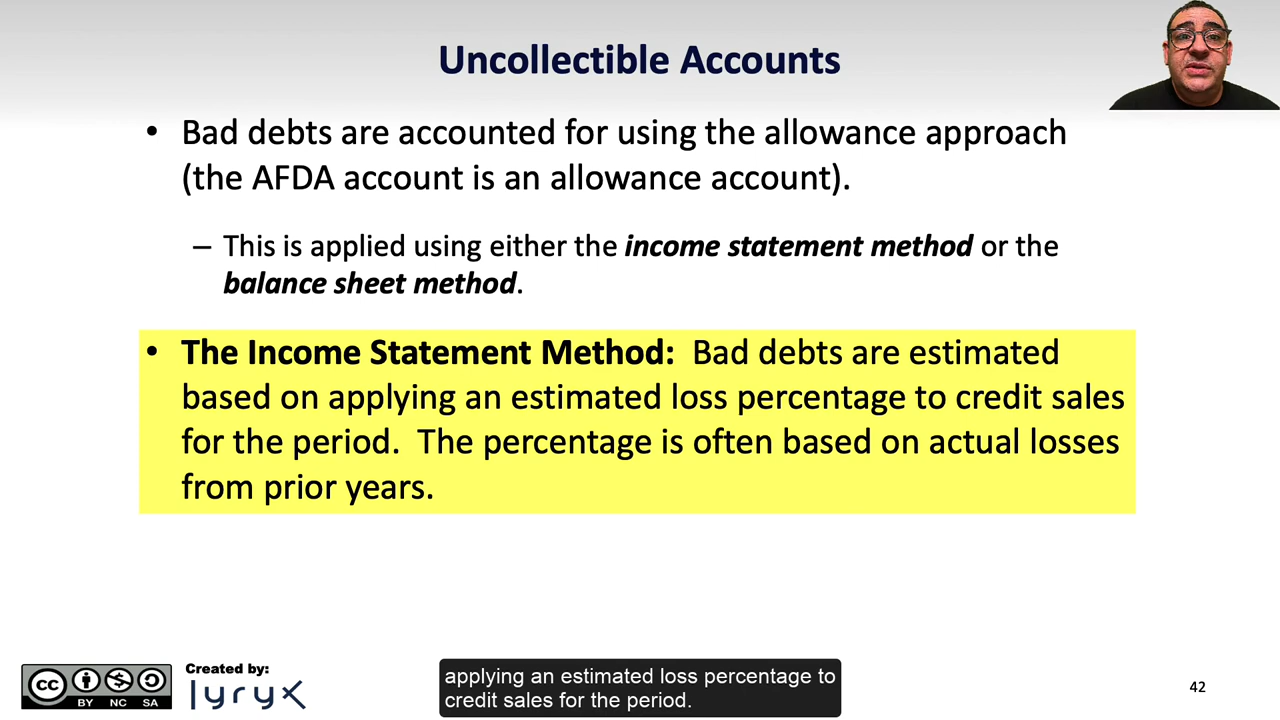 Uncollectible Accounts
• Bad debts are accounted for using the allowance approach
(the AFDA account is an allowance account).
– This is applied using either the income statement method or the
balance sheet method.
• The Income Statement Method: Bad debts are estimated
based on applying an estimated loss percentage to credit sales
for the period. The percentage is often based on actual losses
from prior years.
cc
BY NC SA
Created by:
lyryx
applying an estimated loss percentage to
credit sales for the period.
42